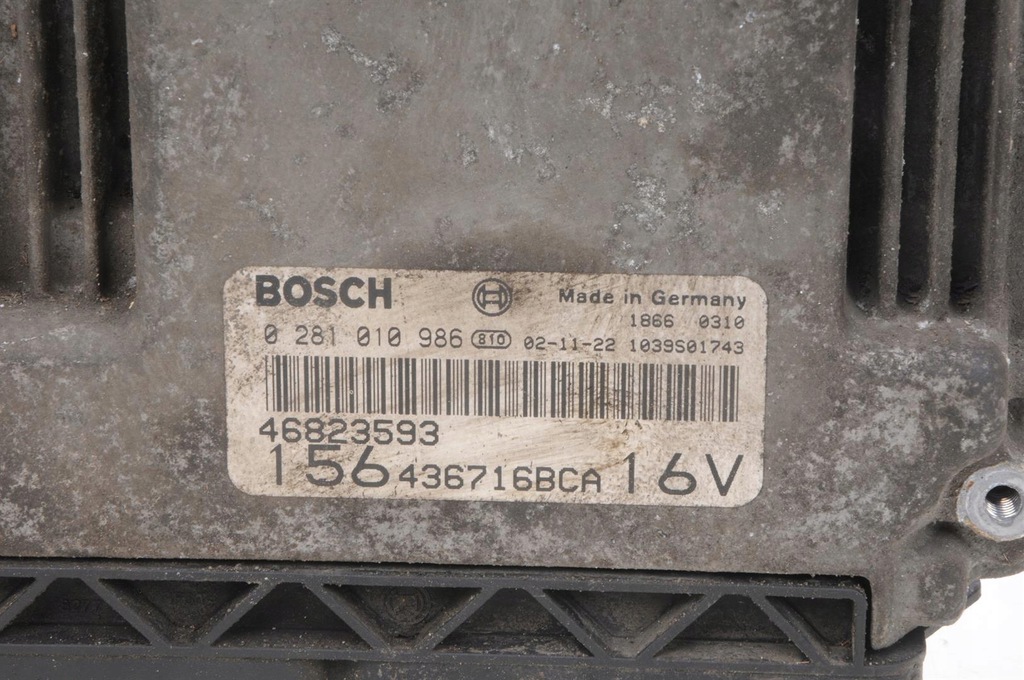 BOSCH Made in Germany
1866 0310
0 281 010 986 810 02-11-22 1039S01743
46823593
156 436716BCA 16V